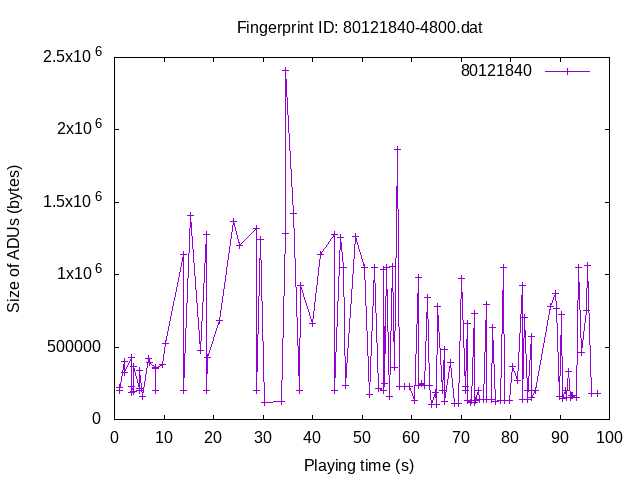 Fingerprint ID: 80121840-4800.dat
80121840
Size of ADUs (bytes)
2.5x10^6
2x10^6
1.5x10^6
1x10^6
500000
0
0 10 20 30 40 50 60 70 80 90 100
Playing time (s)